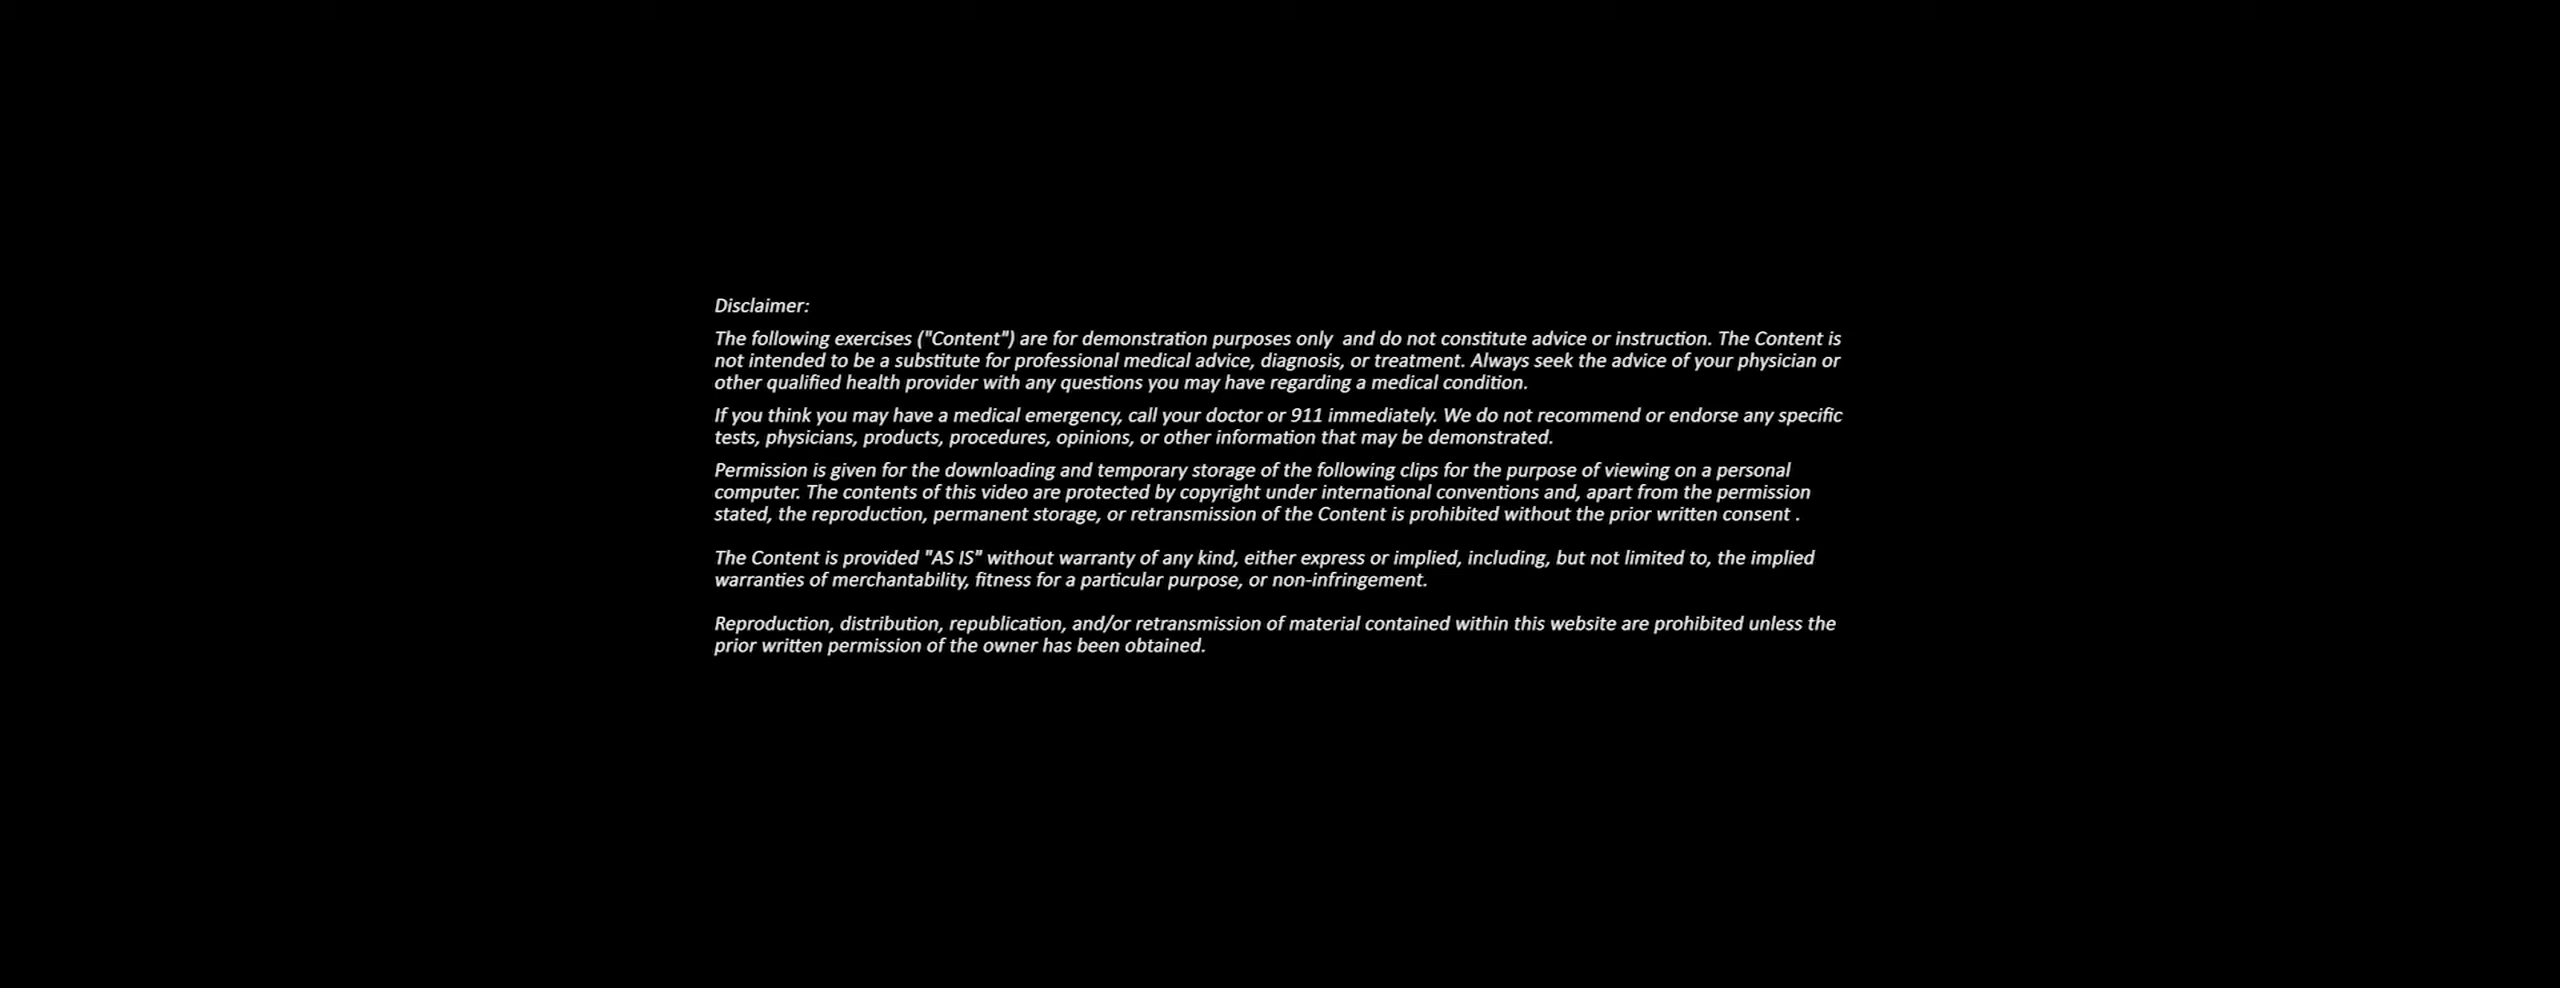 Disclaimer:
The following exercises ("Content") are for demonstration purposes only  and do not constitute advice or instruction. The Content is
not intended to be a substitute for professional medical advice, diagnosis, or treatment. Always seek the advice of your physician or
other qualified health provider with any questions you may have regarding a medical condition.
If you think you may have a medical emergency, call your doctor or 911 immediately. We do not recommend or endorse any specific
tests, physicians, products, procedures, opinions, or other information that may be demonstrated.
Permission is given for the downloading and temporary storage of the following clips for the purpose of viewing on a personal
computer. The contents of this video are protected by copyright under international conventions and, apart from the permission
stated, the reproduction, permanent storage, or retransmission of the Content is prohibited without the prior written consent .
The Content is provided "AS IS" without warranty of any kind, either express or implied, including, but not limited to, the implied
warranties of merchantability, fitness for a particular purpose, or non-infringement.
Reproduction, distribution, republication, and/or retransmission of material contained within this website are prohibited unless the
prior written permission of the owner has been obtained.